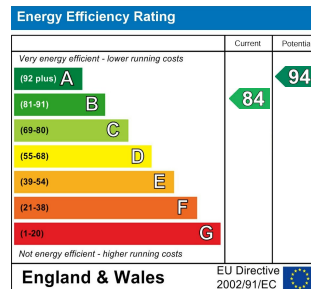 Energy Efficiency Rating
Current Potentia
Very energy efficient - lower running costs
(92 plus) A
94
(81-91) B
84
(69-80) C
(55-68) D
(39-54) E
(21-38) F
(1-20) G
Not energy efficient - higher running costs
England & Wales
EU Directive
2002/91/EC